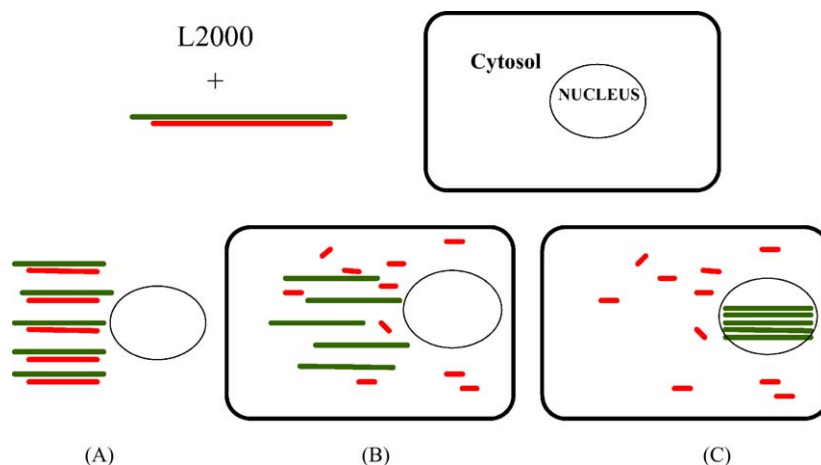 L2000
+
Cytosol
NUCLEUS
(A)
(B)
(C)